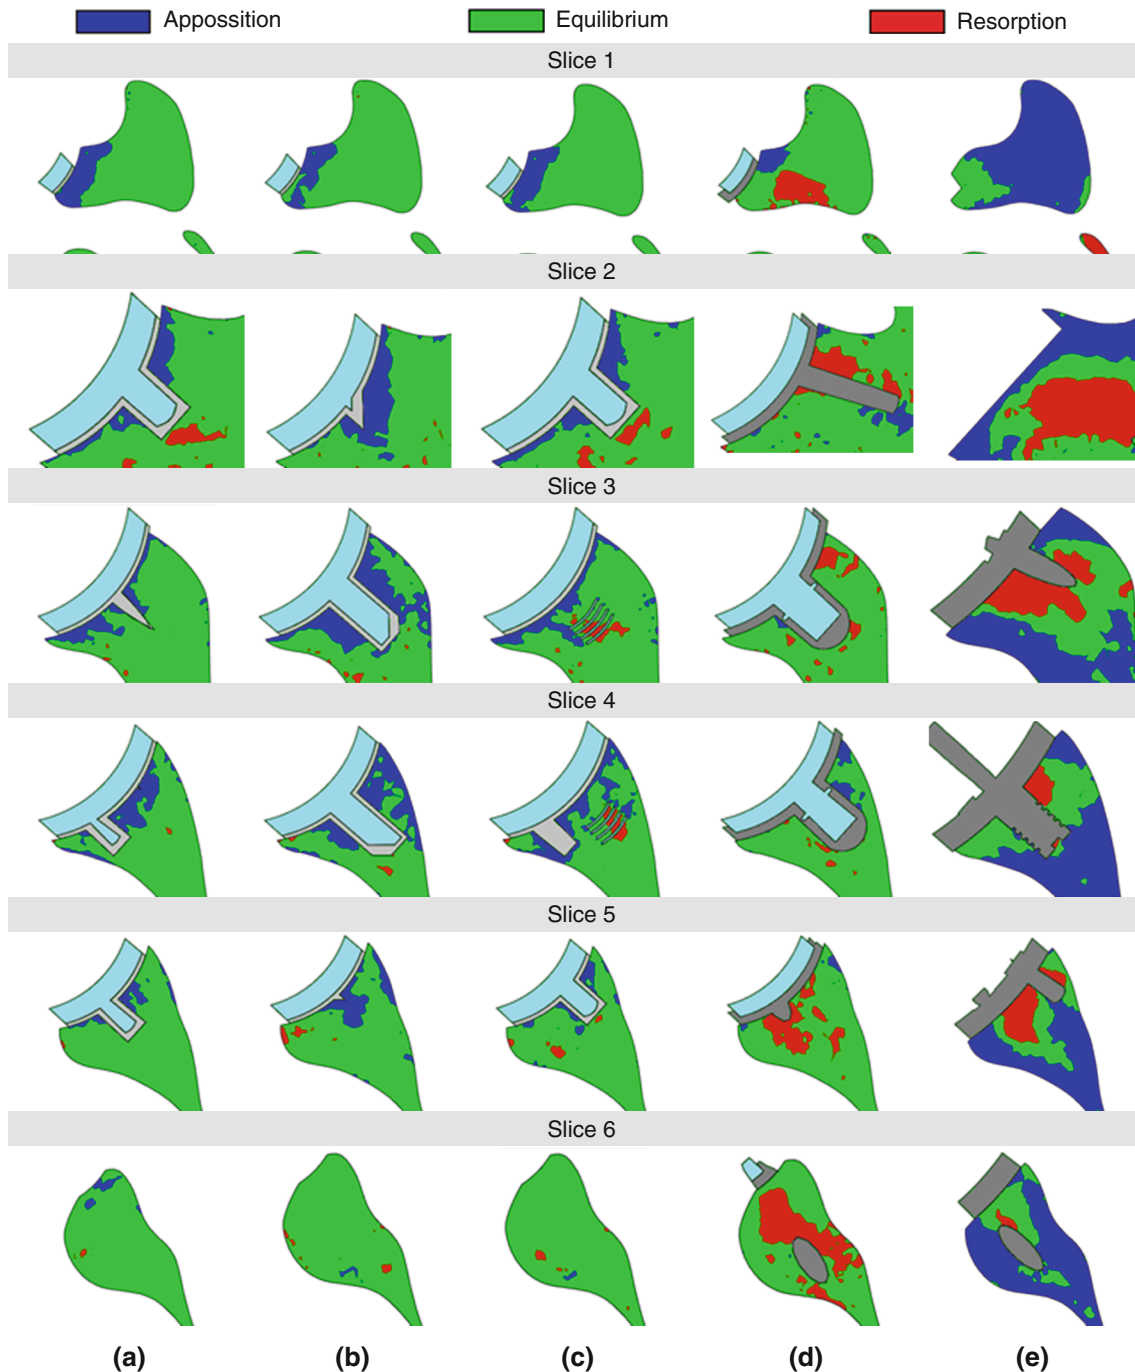 Appossition Equilibrium Resorption
Slice 1
Slice 2
Slice 3
Slice 4
Slice 5
Slice 6
(a) (b) (c) (d) (e)